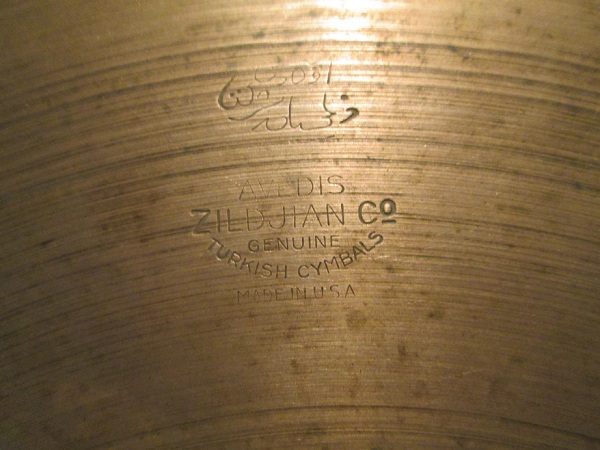 AVEDIS
ZILDJIAN Cº
GENUINE
TURKISH CYMBALS
MADE IN U.S.A